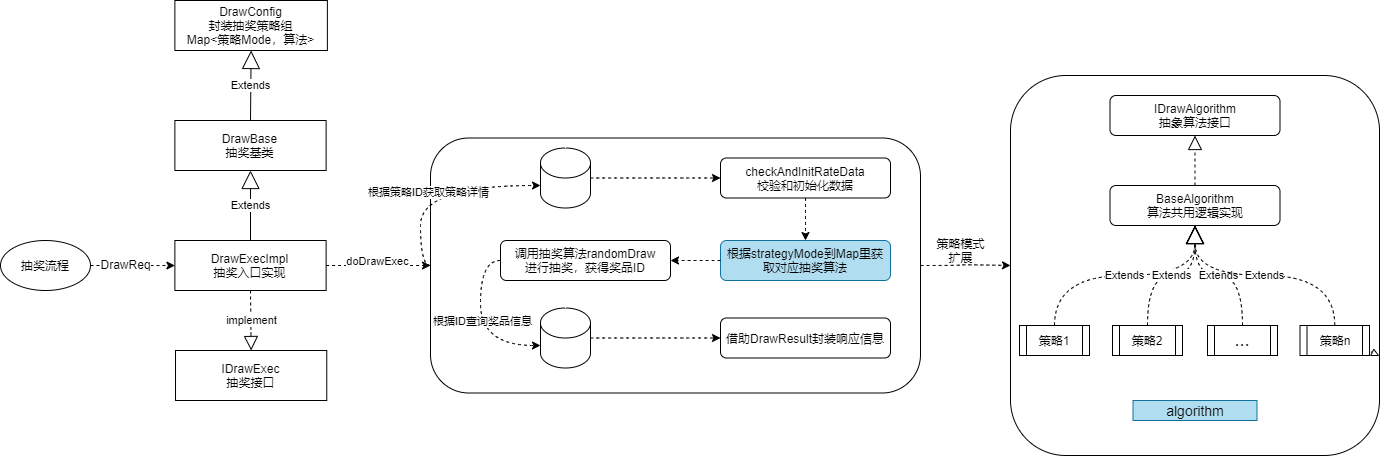 DrawConfig
封装抽奖策略组
Map<策略Mode，算法>
Extends
DrawBase
抽奖基类
Extends
抽奖流程
DrawReq
DrawExecImpl
抽奖入口实现
doDrawExec
implement
IDrawExec
抽奖接口
根据策略ID获取策略详情
checkAndInitRateData
校验和初始化数据
调用抽奖算法randomDraw
进行抽奖，获得奖品ID
根据strategyMode到Map里获
取对应抽奖算法
根据ID查询奖品信息
借助DrawResult封装响应信息
策略模式
扩展
IDrawAlgorithm
抽象算法接口
BaseAlgorithm
算法共用逻辑实现
Extends
Extends
Extends
Extends
策略1
策略2
...
策略n
algorithm